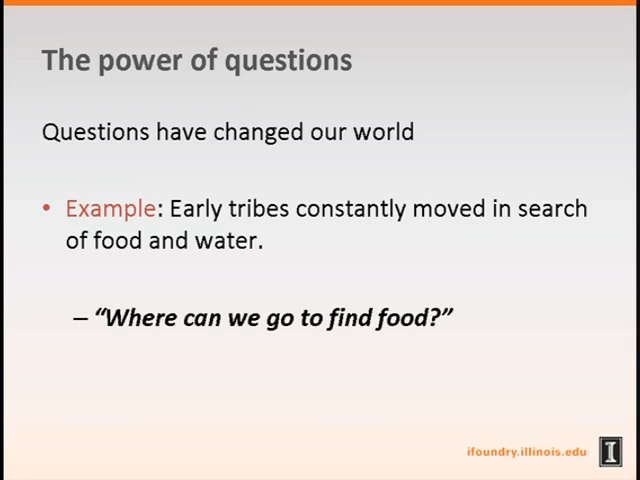 The power of questions
Questions have changed our world
• Example: Early tribes constantly moved in search
of food and water.
– “Where can we go to find food?”
ifoundry.illinois.edu I